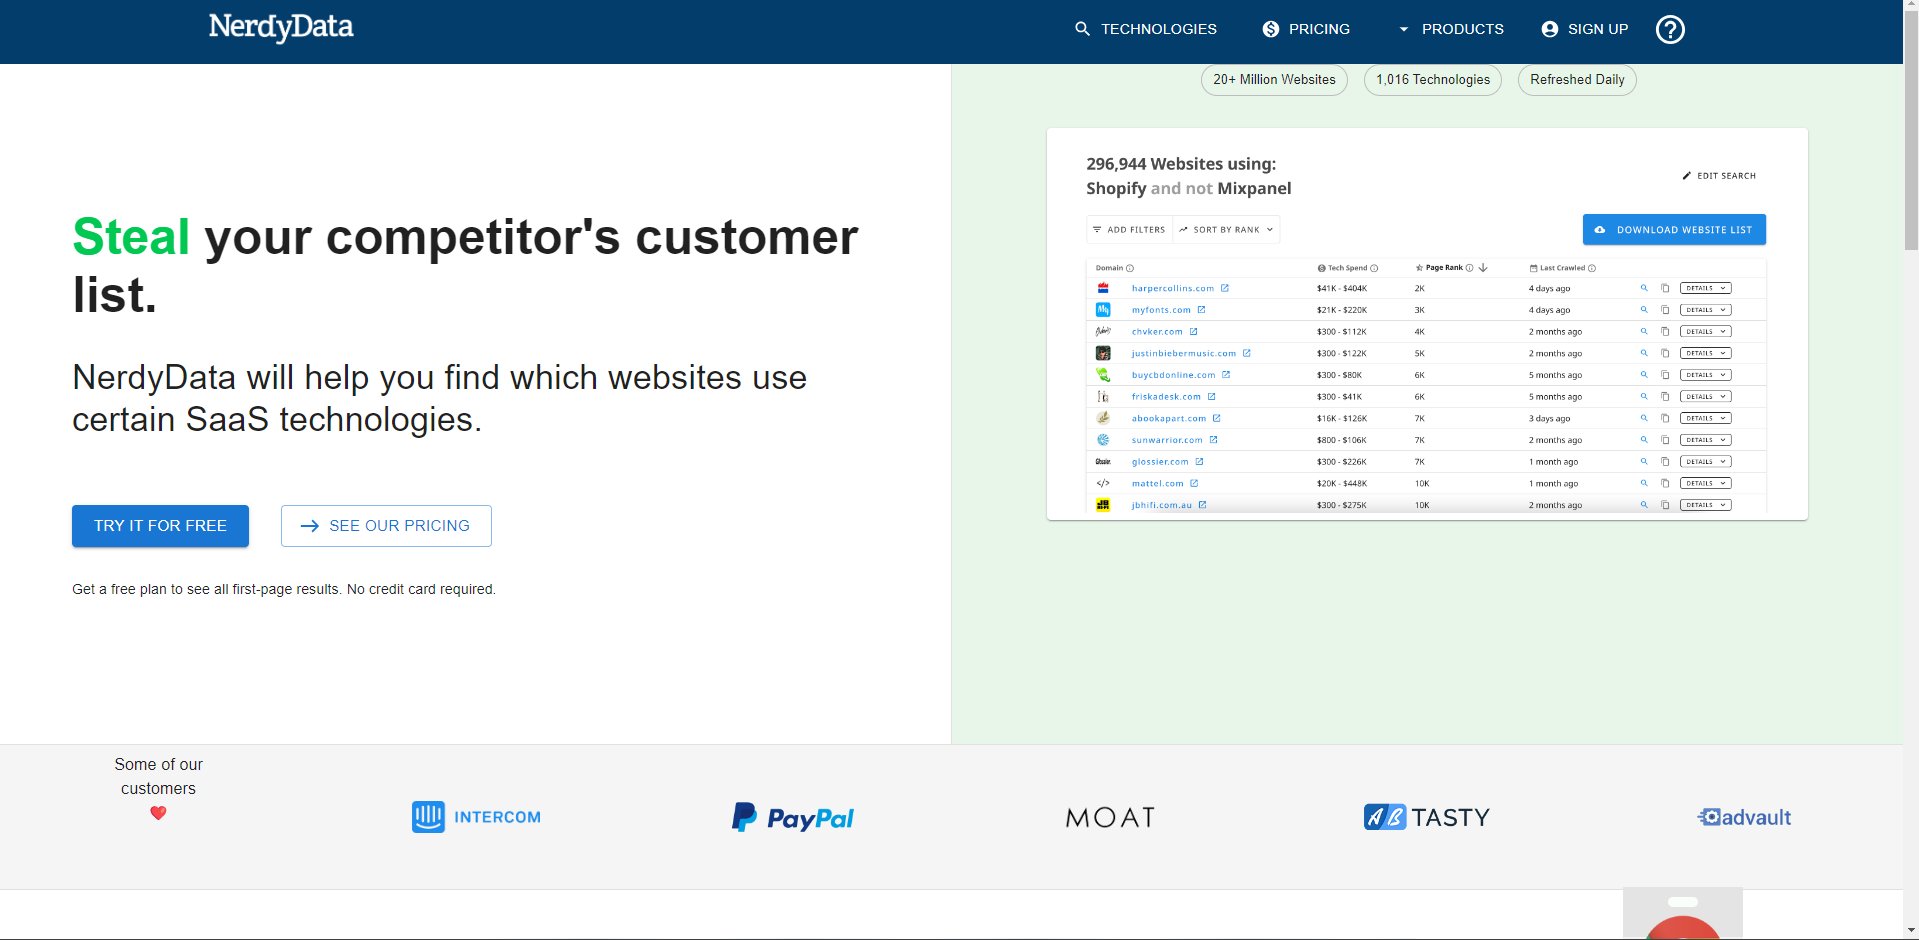 NerdyData
TECHNOLOGIES
PRICING
PRODUCTS
SIGN UP
?
Steal your competitor's customer
list.
NerdyData will help you find which websites use
certain SaaS technologies.
TRY IT FOR FREE
SEE OUR PRICING
Get a free plan to see all first-page results. No credit card required.
20+ Million Websites
1,016 Technologies
Refreshed Daily
296,944 Websites using:
Shopify and not Mixpanel
EDIT SEARCH
ADD FILTERS
SORT BY RANK
DOWNLOAD WEBSITE LIST
Domain Tech Spend Page Rank Last Crawled
harpercollins.com $41K - $404K 2K 4 days ago DETAILS
myfonts.com $21K - $220K 3K 4 days ago DETAILS
chvker.com $300 - $112K 4K 2 months ago DETAILS
justinbiebermusic.com $300 - $122K 5K 2 months ago DETAILS
buycbdonline.com $300 - $80K 6K 5 months ago DETAILS
friskadesk.com $300 - $41K 6K 5 months ago DETAILS
abookapart.com $16K - $126K 7K 3 days ago DETAILS
sunwarrior.com $800 - $106K 7K 2 months ago DETAILS
glossier.com $300 - $226K 7K 1 month ago DETAILS
</> mattel.com $20K - $448K 10K 1 month ago DETAILS
jbhifi.com.au $300 - $275K 10K 2 months ago DETAILS
Some of our
customers
INTERCOM
PayPal
MOAT
AB TASTY
advault